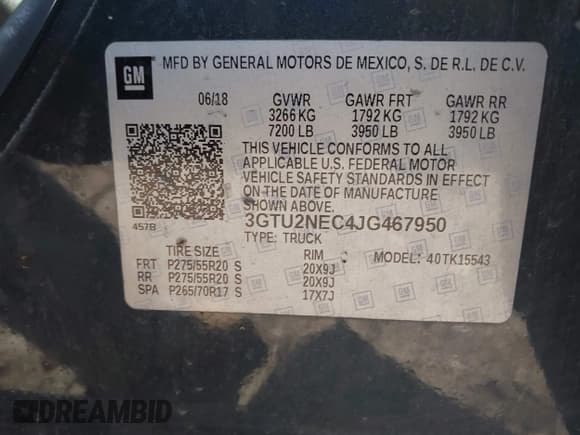 GM
MFD BY GENERAL MOTORS DE MEXICO, S. DE R.L. DE C.V.
06/18 GVWR GAWR FRT GAWR RR
3266 KG 1792 KG 1792 KG
7200 LB 3950 LB 3950 LB
THIS VEHICLE CONFORMS TO ALL
APPLICABLE U.S. FEDERAL MOTOR
VEHICLE SAFETY STANDARDS IN EFFECT
ON THE DATE OF MANUFACTURE
SHOWN ABOVE.
457B
3GTU2NEC4JG467950
TYPE: TRUCK
TIRE SIZE RIM MODEL: 40TK15543
FRT P275/55R20 S 20X9J
RR P275/55R20 S 20X9J
SPA P265/70R17 S 17X7J
DREAMBID